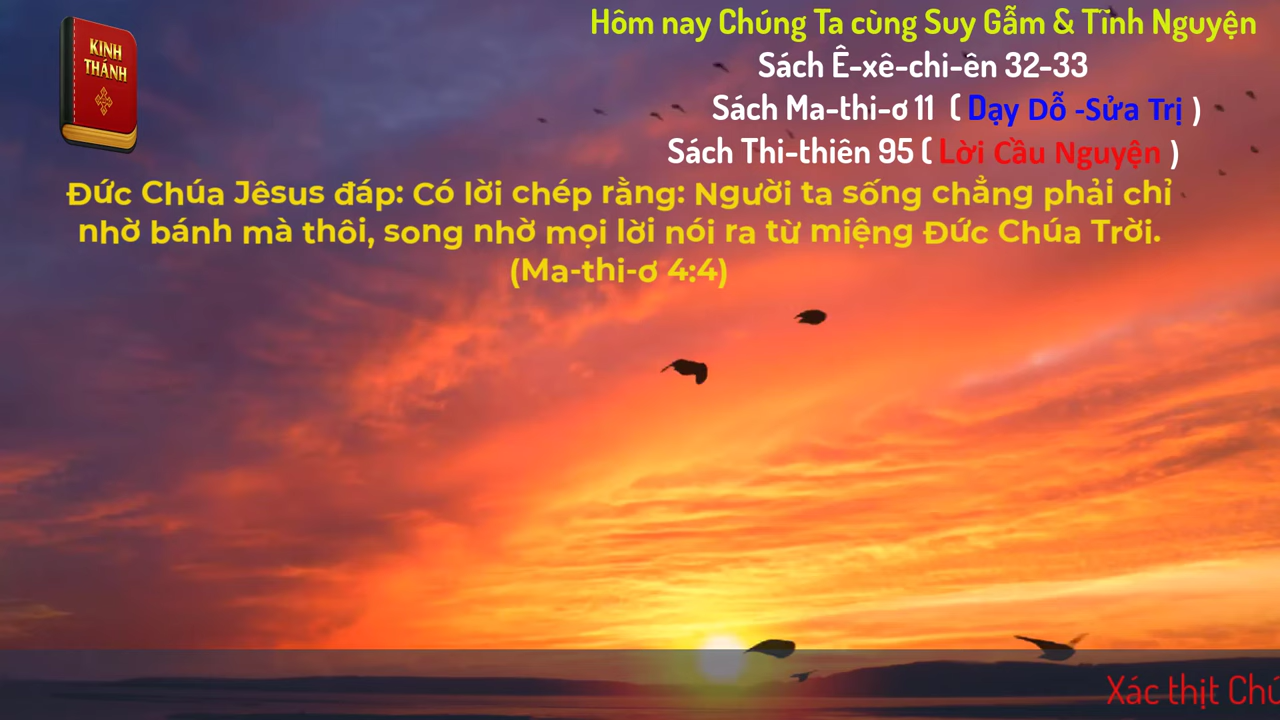 KINH
THÁNH
Hôm nay Chúng Ta cùng Suy Gẫm & Tĩnh Nguyện
Sách Ê-xê-chi-ên 32-33
Sách Ma-thi-ơ 11 ( Dạy Dỗ -Sửa Trị )
Sách Thi-thiên 95 ( Lời Cầu Nguyện )
Đức Chúa Jêsus đáp: Có lời chép rằng: Người ta sống chẳng phải chỉ
nhờ bánh mà thôi, song nhờ mọi lời nói ra từ miệng Đức Chúa Trời.
(Ma-thi-ơ 4:4)
Xác thịt